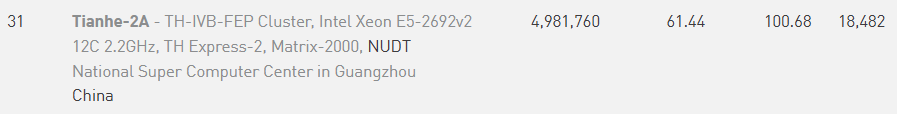 31 Tianhe-2A - TH-IVB-FEP Cluster, Intel Xeon E5-2692v2 4,981,760 61.44 100.68 18,482
12C 2.2GHz, TH Express-2, Matrix-2000, NUDT
National Super Computer Center in Guangzhou
China